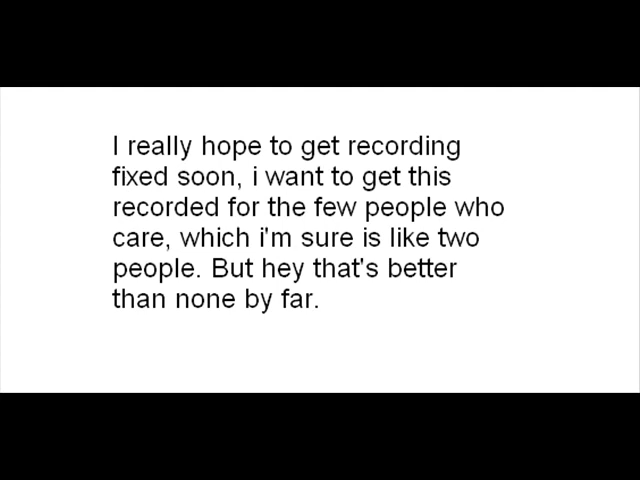 I really hope to get recording
fixed soon, i want to get this
recorded for the few people who
care, which i'm sure is like two
people. But hey that's better
than none by far.